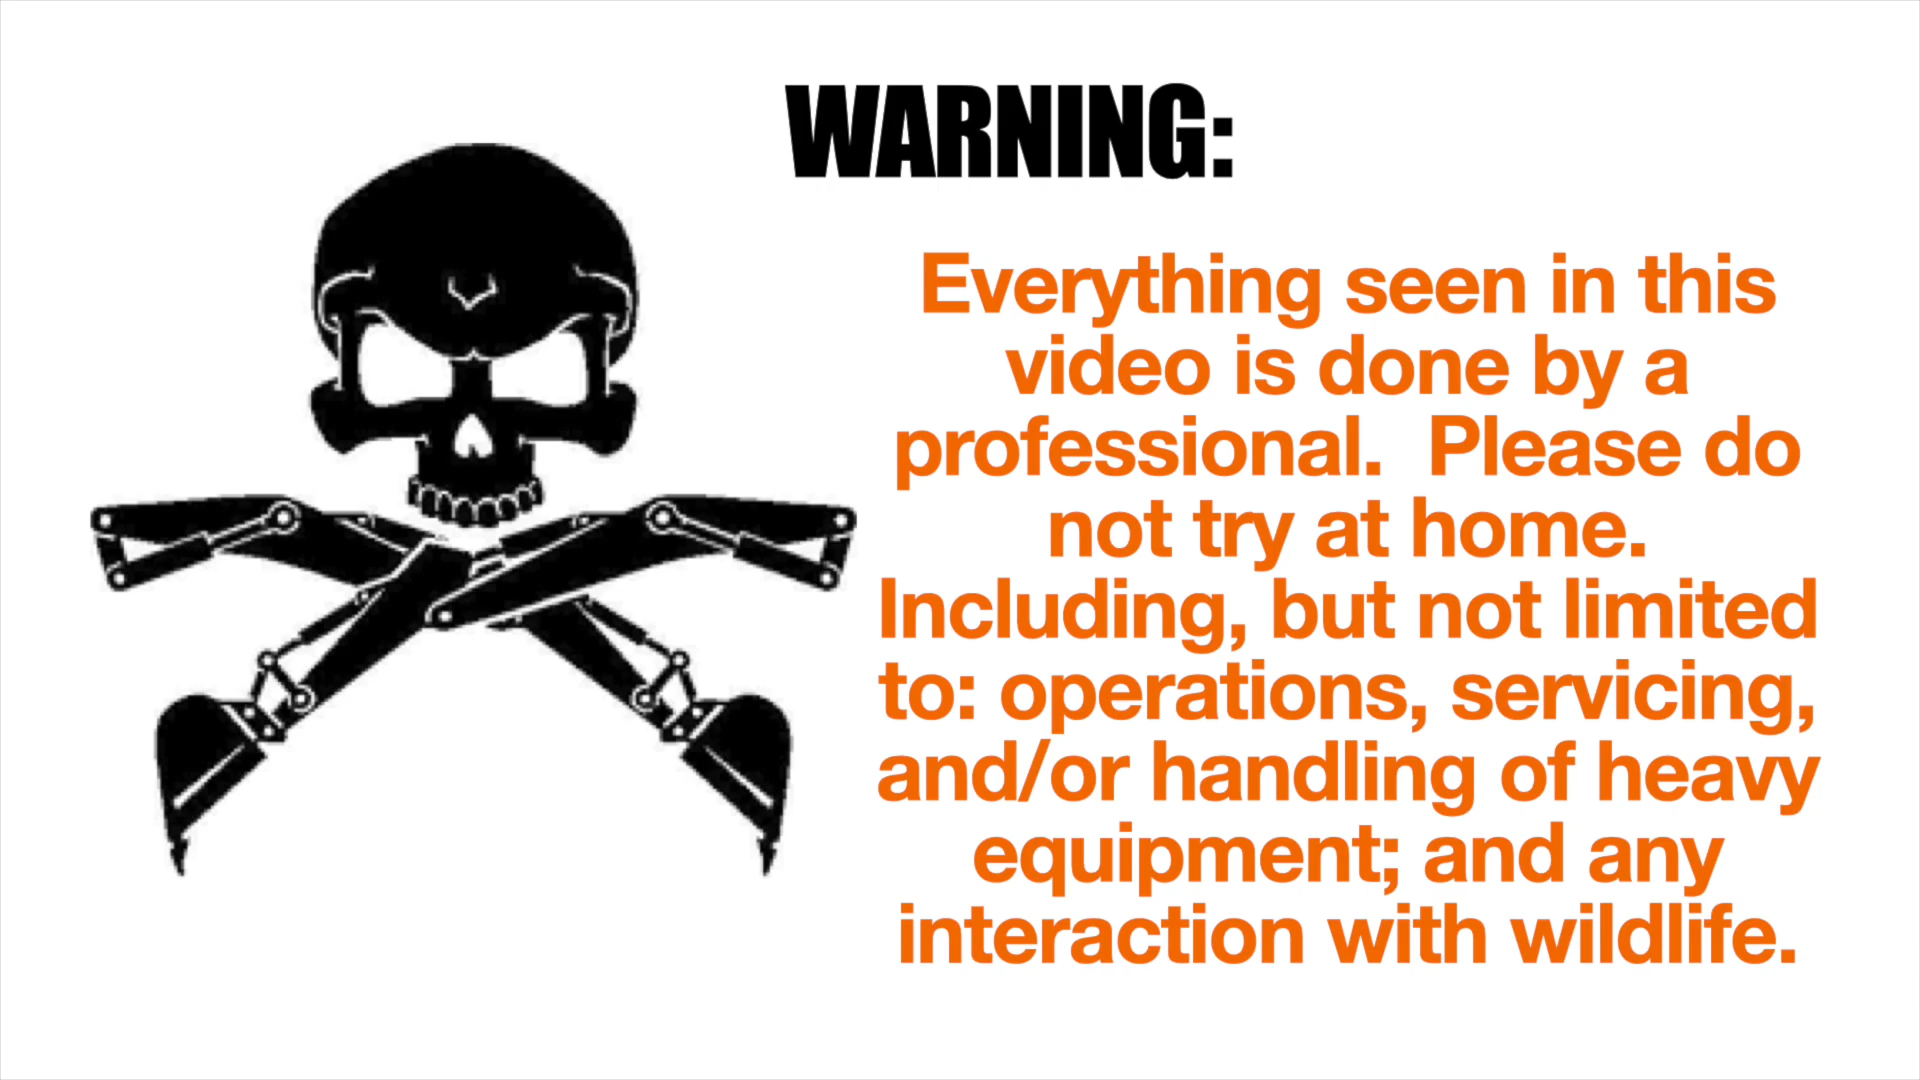 WARNING:
Everything seen in this
video is done by a
professional.  Please do
not try at home.
Including, but not limited
to: operations, servicing,
and/or handling of heavy
equipment; and any
interaction with wildlife.